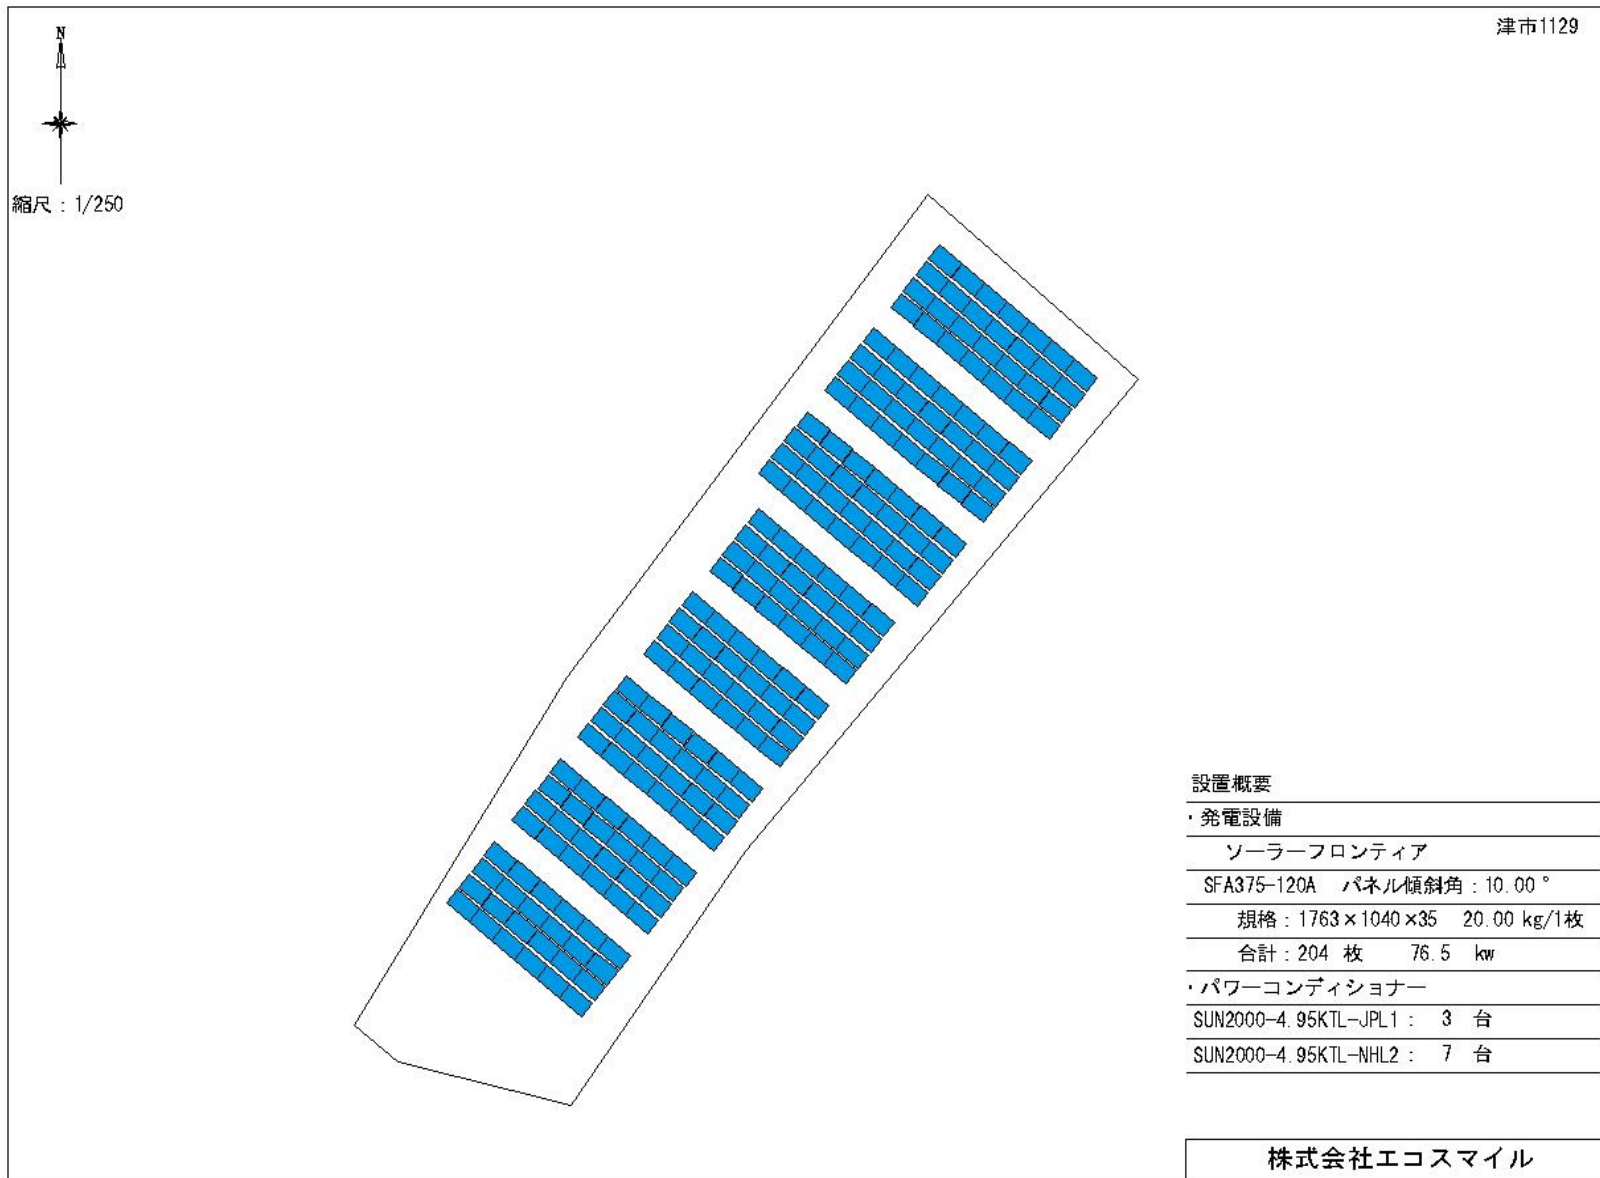 津市1129
N
縮尺：1/250
設置概要
・発電設備
ソーラーフロンティア
SFA375-120A パネル傾斜角：10.00°
規格：1763×1040×35 20.00 kg/1枚
合計：204 枚 76.5 kw
・パワーコンディショナー
SUN2000-4.95KTL-JPL1： 3 台
SUN2000-4.95KTL-NHL2： 7 台
株式会社エコスマイル